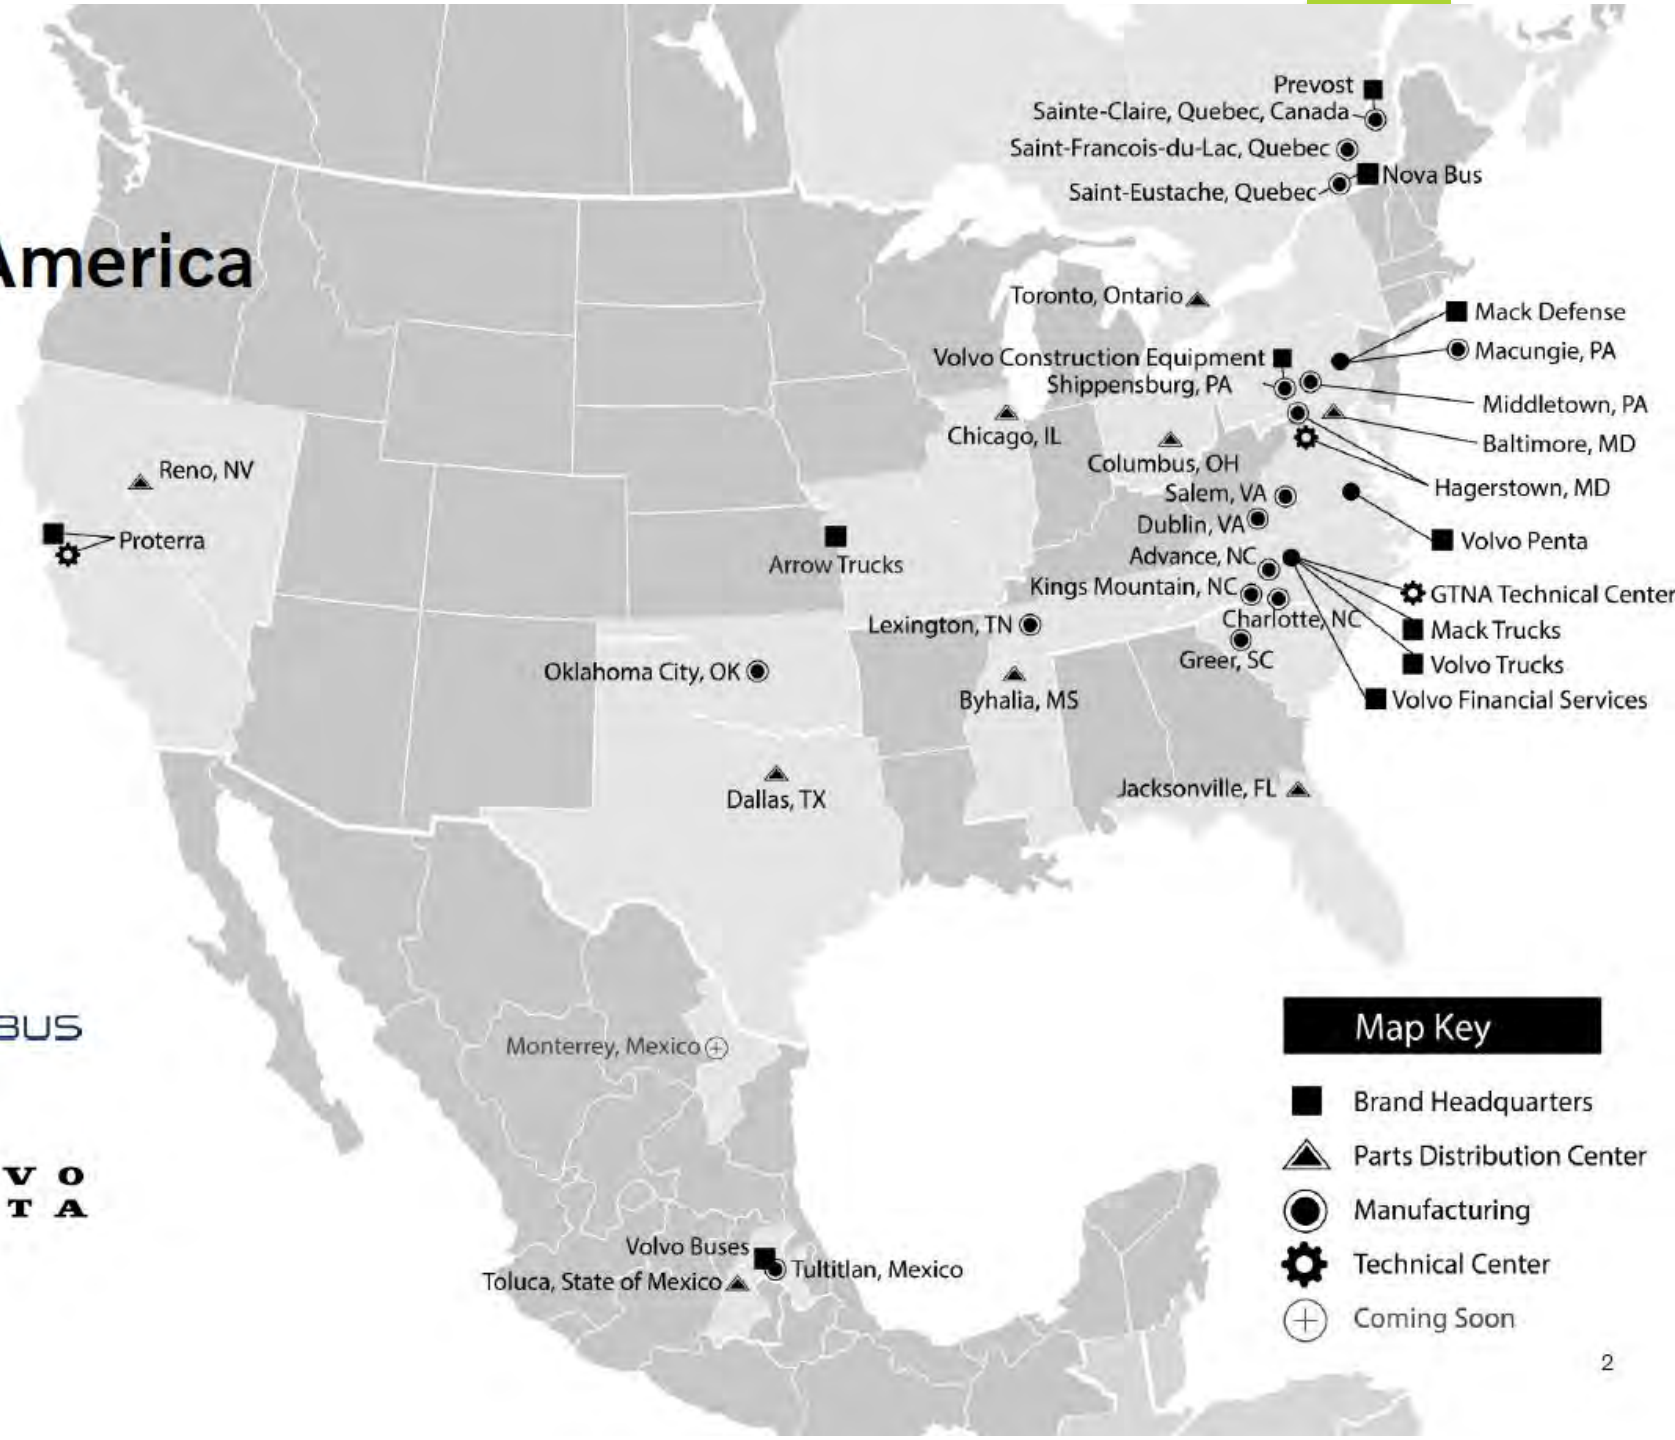 America
BUS
V O
T A
Prevost
Sainte-Claire, Quebec, Canada
Saint-Francois-du-Lac, Quebec
Nova Bus
Saint-Eustache, Quebec
Toronto, Ontario
Mack Defense
Macungie, PA
Volvo Construction Equipment
Shippensburg, PA
Middletown, PA
Chicago, IL
Baltimore, MD
Columbus, OH
Reno, NV
Hagerstown, MD
Salem, VA
Dublin, VA
Proterra
Volvo Penta
Arrow Trucks
Advance, NC
Kings Mountain, NC
GTNA Technical Center
Charlotte, NC
Lexington, TN
Mack Trucks
Greer, SC
Volvo Trucks
Oklahoma City, OK
Byhalia, MS
Volvo Financial Services
Dallas, TX
Jacksonville, FL
Monterrey, Mexico
Volvo Buses
Tultitlan, Mexico
Toluca, State of Mexico
Map Key
Brand Headquarters
Parts Distribution Center
Manufacturing
Technical Center
Coming Soon
2